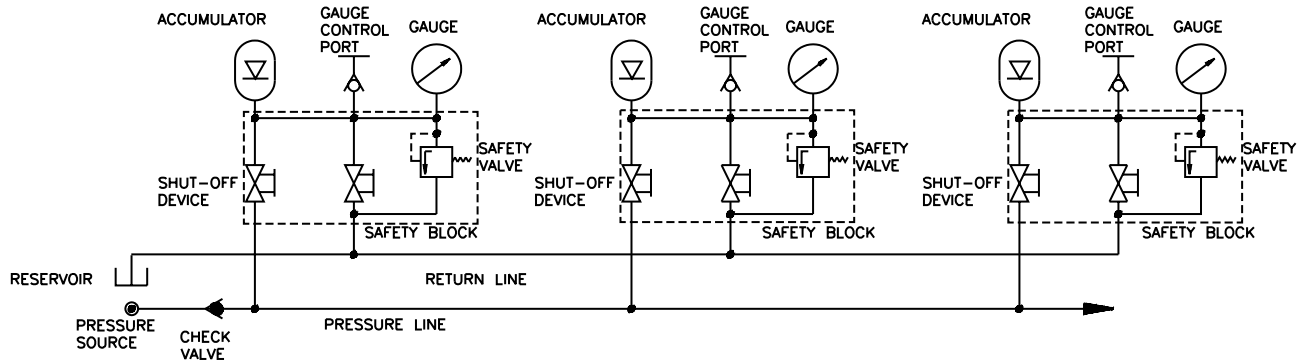 ACCUMULATOR
GAUGE
CONTROL
PORT
GAUGE
ACCUMULATOR
GAUGE
CONTROL
PORT
GAUGE
ACCUMULATOR
GAUGE
CONTROL
PORT
GAUGE
SAFETY
VALVE
SHUT-OFF
DEVICE
SAFETY BLOCK
SAFETY
VALVE
SHUT-OFF
DEVICE
SAFETY BLOCK
SAFETY
VALVE
SHUT-OFF
DEVICE
SAFETY BLOCK
RESERVOIR
RETURN LINE
PRESSURE
SOURCE
CHECK
VALVE
PRESSURE LINE